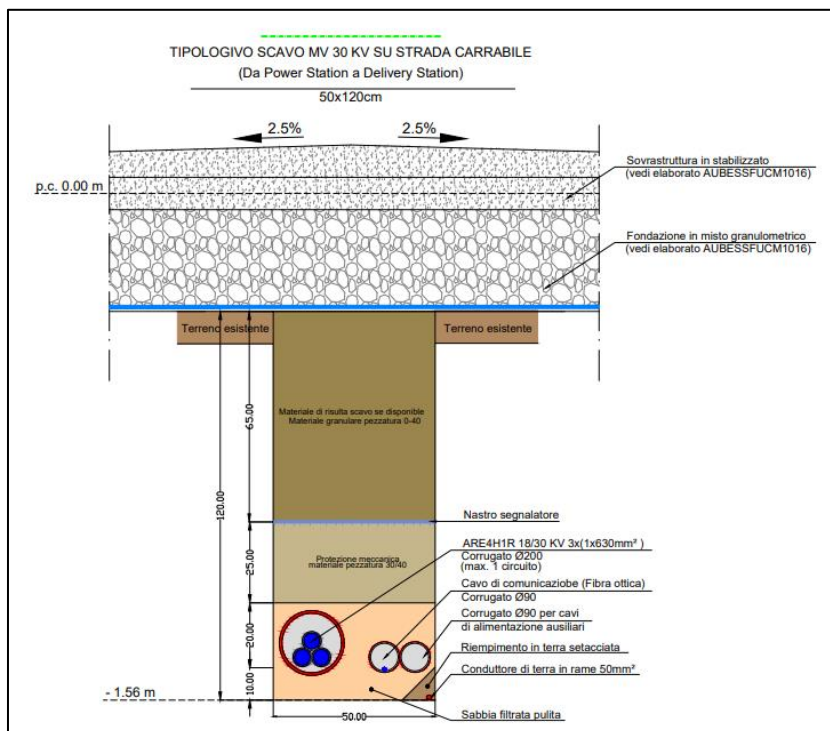 TIPOLOGIVO SCAVO MV 30 KV SU STRADA CARRABILE
(Da Power Station a Delivery Station)
50x120cm
2.5%
2.5%
Sovrastruttura in stabilizzato
(vedi elaborato AUBESSFUCM1016)
p.c. 0.00 m
Fondazione in misto granulometrico
(vedi elaborato AUBESSFUCM1016)
Terreno esistente
Terreno esistente
65.00
Materiale di risulta scavo se disponible
Materiale granulare pezzatura 0-40
120.00
Nastro segnalatore
25.00
Protezione meccanica
materiale pezzatura 30/40
ARE4H1R 18/30 KV 3x(1x630mm² )
Corrugato Ø200
(max. 1 circuito)
Cavo di comunicaziobe (Fibra ottica)
Corrugato Ø90
Corrugato Ø90 per cavi
di alimentazione ausiliari
20.00
Riempimento in terra setacciata
Conduttore di terra in rame 50mm²
10.00
- 1.56 m
50.00
Sabbia filtrata pulita